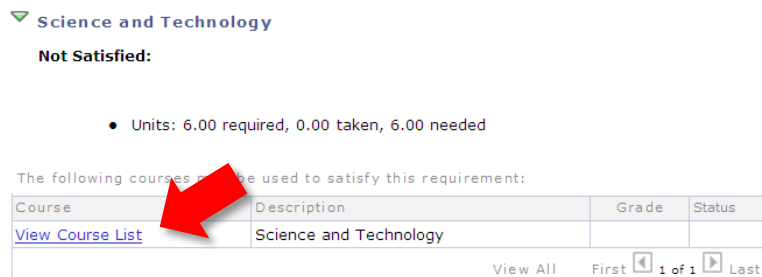 Science and Technology
Not Satisfied:
• Units: 6.00 required, 0.00 taken, 6.00 needed
The following courses be used to satisfy this requirement:
Course Description Grade Status
View Course List Science and Technology
View All First 1 of 1 Last